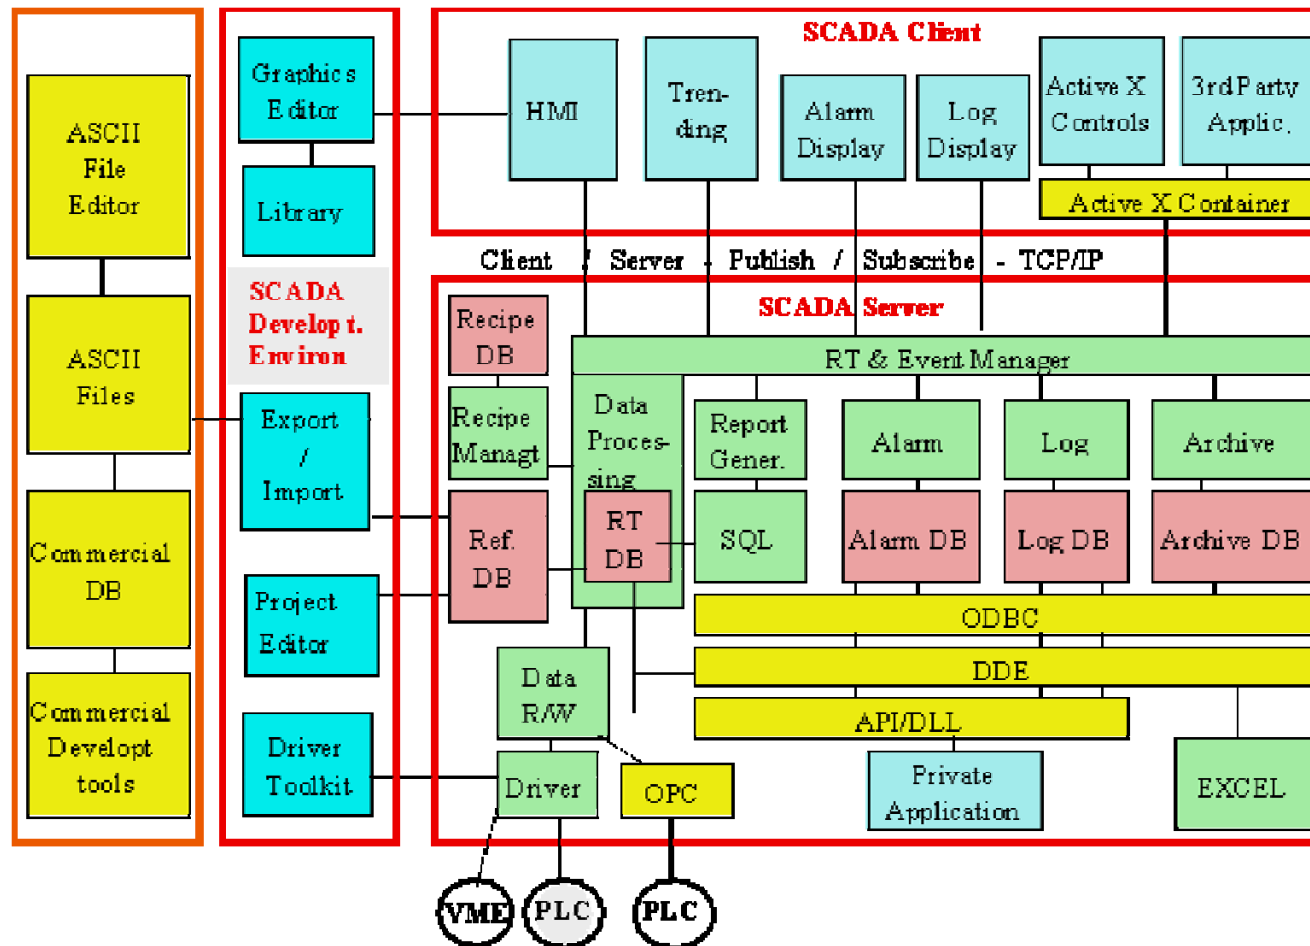 ASCII
File
Editor
ASCII
Files
Commercial
DB
Commercial
Developt
tools
Graphics
Editor
Library
SCADA
Develop t.
Environ
Export
/
Import
Project
Editor
Driver
Toolkit
SCADA Client
HMI
Tren-
ding
Alarm
Display
Log
Display
Active X
Controls
3rd Party
Applic.
Active X Container
Client / Server - Publish / Subscribe - TCP/IP
SCADA Server
Recipe
DB
RT & Event Manager
Recipe
Managt
Data
Proces-
sing
Report
Gener.
Alarm
Log
Archive
Ref.
DB
RT
DB
SQL
Alarm DB
Log DB
Archive DB
ODBC
DDE
Data
R/W
API/DLL
Driver
OPC
Private
Application
EXCEL
VME
PLC
PLC